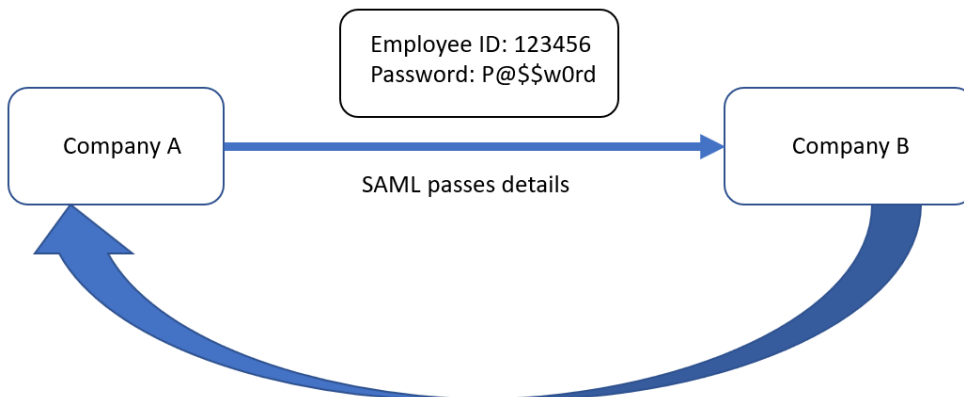 Employee ID: 123456
Password: P@$$w0rd
Company A
Company B
SAML passes details